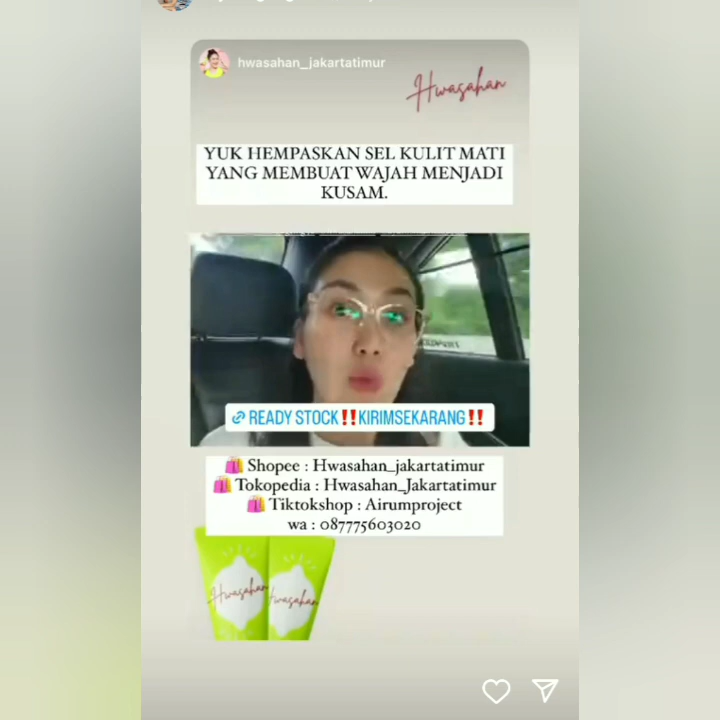 hwasahan_jakartatimur
Hwasahan
YUK HEMPASKAN SEL KULIT MATI
YANG MEMBUAT WAJAH MENJADI
KUSAM.
READY STOCK‼️KIRIMSEKARANG‼️
🛍️ Shopee : Hwasahan_jakartatimur
🛍️ Tokopedia : Hwasahan_Jakartatimur
🛍️ Tiktokshop : Airumproject
wa : 087775603020
Hwasahan
Hwasahan